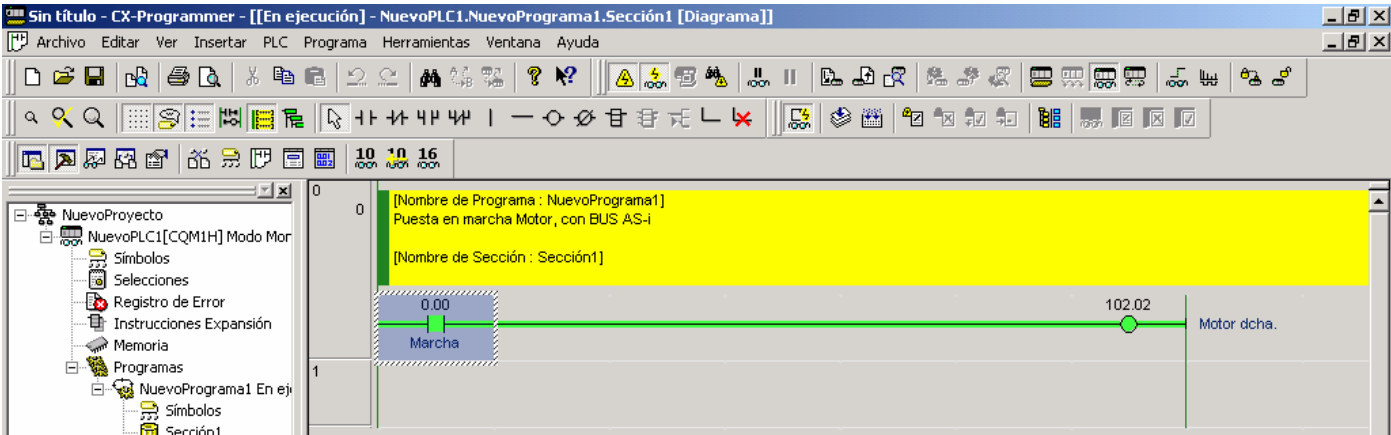 Sin título - CX-Programmer - [[En ejecución] - NuevoPLC1.NuevoPrograma1.Sección1 [Diagrama]]
Archivo Editar Ver Insertar PLC Programa Herramientas Ventana Ayuda
10 10 16
NuevoProyecto
NuevoPLC1[CQM1H] Modo Mor
Símbolos
Selecciones
Registro de Error
Instrucciones Expansión
Memoria
Programas
NuevoPrograma1 En eje
Símbolos
Sección1
0
0
[Nombre de Programa : NuevoPrograma1]
Puesta en marcha Motor, con BUS AS-i
[Nombre de Sección : Sección1]
0.00
Marcha
102.02
Motor dcha.
1